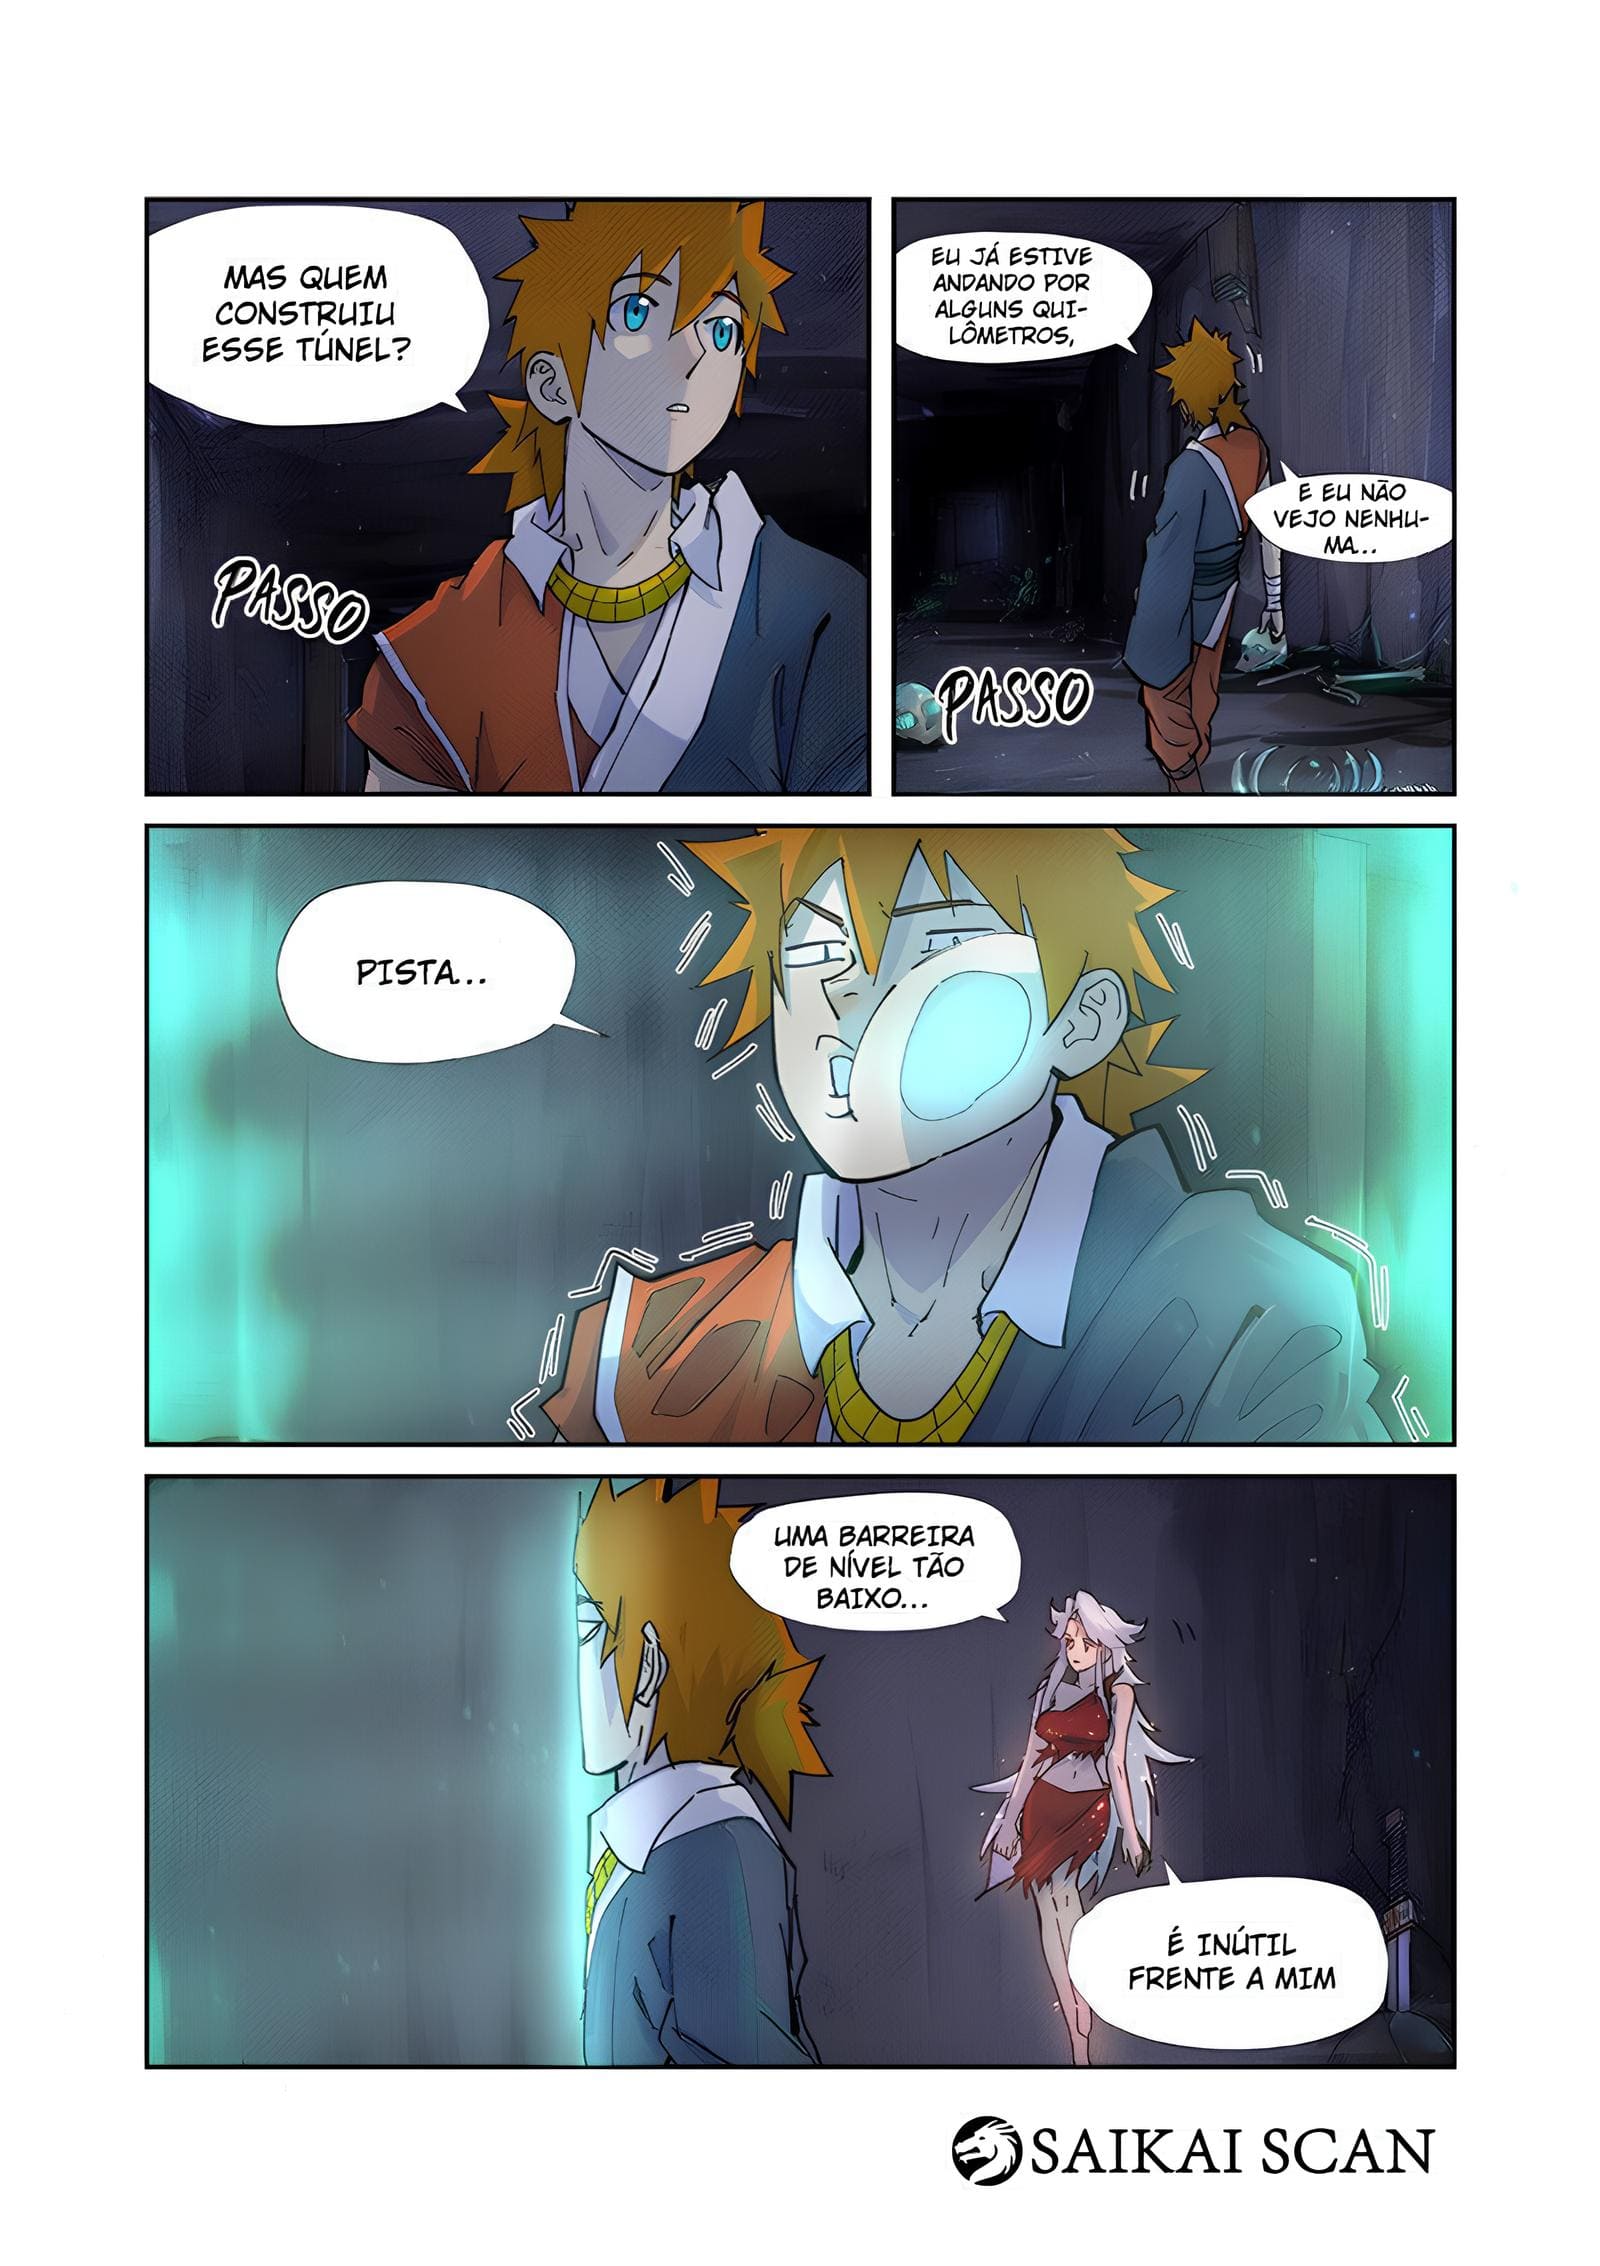 MAS QUEM
CONSTRUIU
ESSE TÚNEL?
PASSO
EU JÁ ESTIVE
ANDANDO POR
ALGUNS QUI-
LÔMETROS,
E EU NÃO
VEJO NENHU-
MA...
PASSO
PISTA...
UMA BARREIRA
DE NÍVEL TÃO
BAIXO...
É INÚTIL
FRENTE A MIM
SAIKAI SCAN